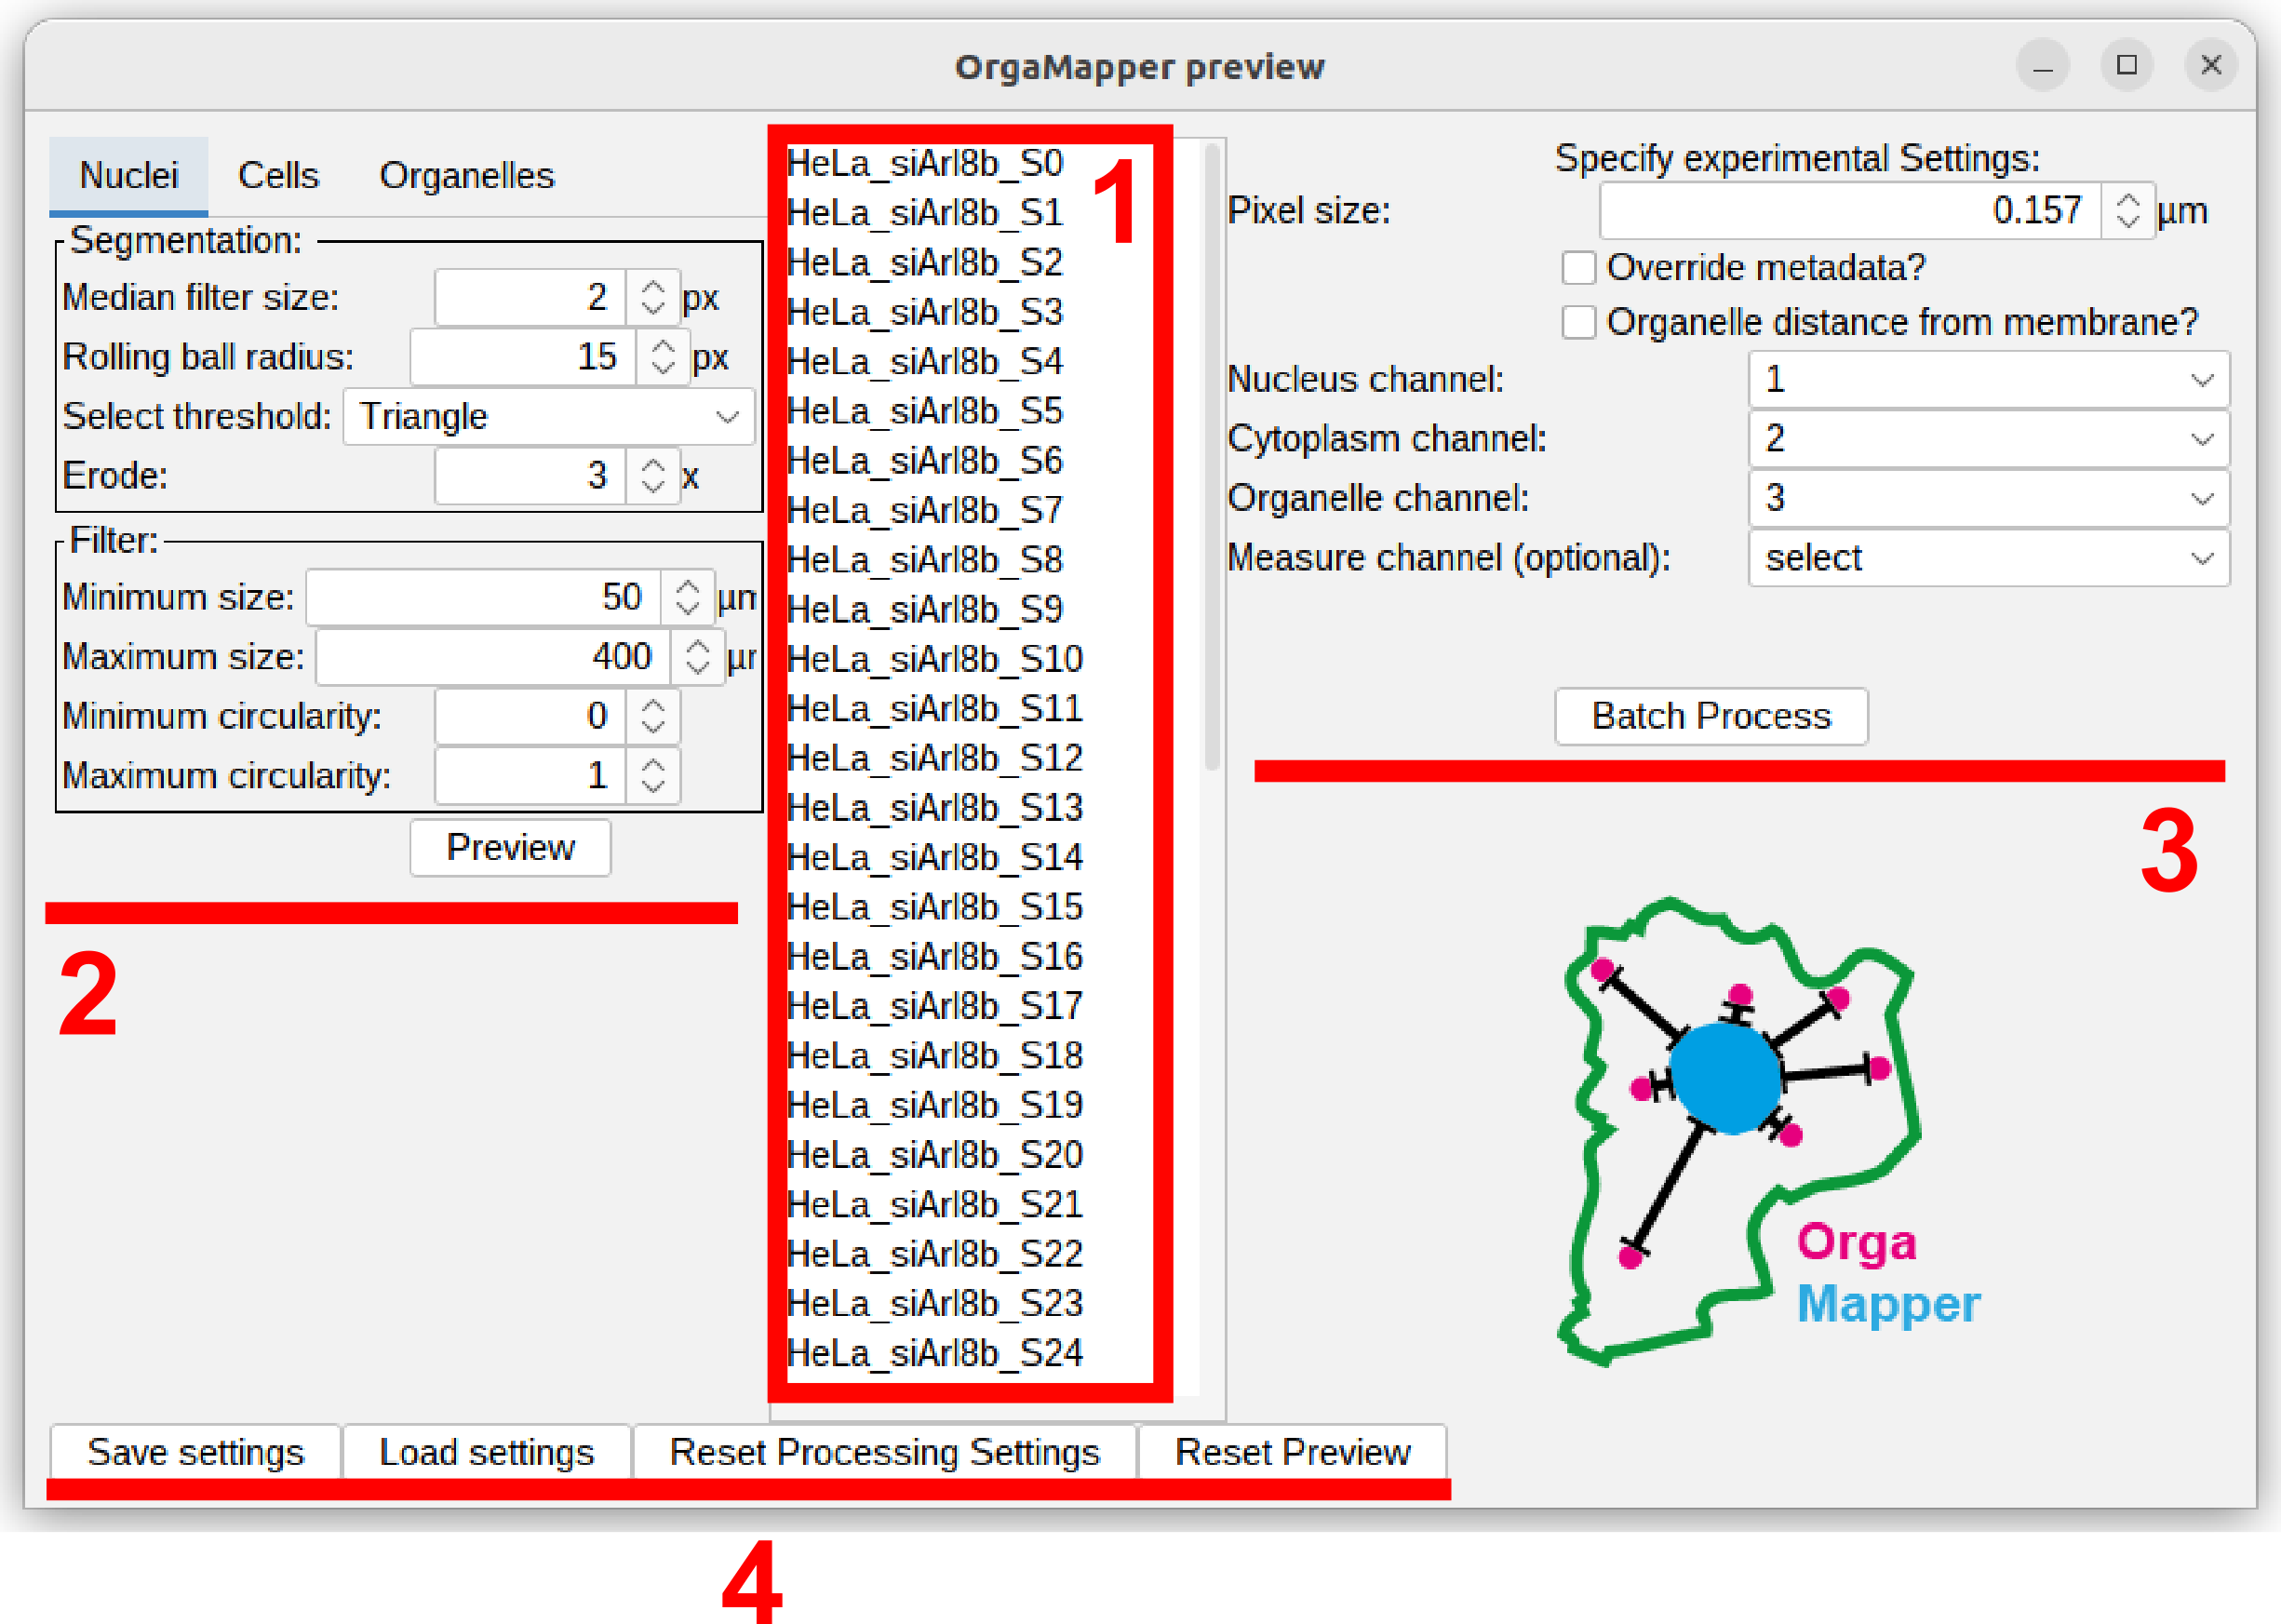 OrgaMapper preview
Nuclei Cells Organelles
Segmentation:
Median filter size: 2 px
Rolling ball radius: 15 px
Select threshold: Triangle
Erode: 3 x
Filter:
Minimum size: 50 µm
Maximum size: 400 µ
Minimum circularity: 0
Maximum circularity: 1
Preview
2
1
HeLa_siArl8b_S0
HeLa_siArl8b_S1
HeLa_siArl8b_S2
HeLa_siArl8b_S3
HeLa_siArl8b_S4
HeLa_siArl8b_S5
HeLa_siArl8b_S6
HeLa_siArl8b_S7
HeLa_siArl8b_S8
HeLa_siArl8b_S9
HeLa_siArl8b_S10
HeLa_siArl8b_S11
HeLa_siArl8b_S12
HeLa_siArl8b_S13
HeLa_siArl8b_S14
HeLa_siArl8b_S15
HeLa_siArl8b_S16
HeLa_siArl8b_S17
HeLa_siArl8b_S18
HeLa_siArl8b_S19
HeLa_siArl8b_S20
HeLa_siArl8b_S21
HeLa_siArl8b_S22
HeLa_siArl8b_S23
HeLa_siArl8b_S24
Specify experimental Settings:
Pixel size: 0.157 µm
Override metadata?
Organelle distance from membrane?
Nucleus channel: 1
Cytoplasm channel: 2
Organelle channel: 3
Measure channel (optional): select
Batch Process
3
Orga
Mapper
Save settings Load settings Reset Processing Settings Reset Preview
4